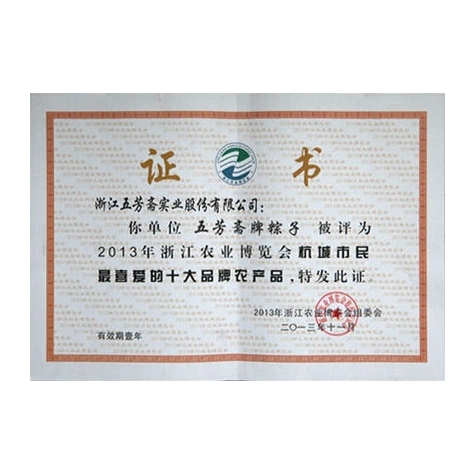 证 书
浙江五芳斋实业股份有限公司：
你单位 五芳斋牌粽子 被评为
2013年浙江农业博览会杭城市民
最喜爱的十大品牌农产品，特发此证。
2013年浙江农业博览会组委会
二〇一三年十一月
有效期壹年